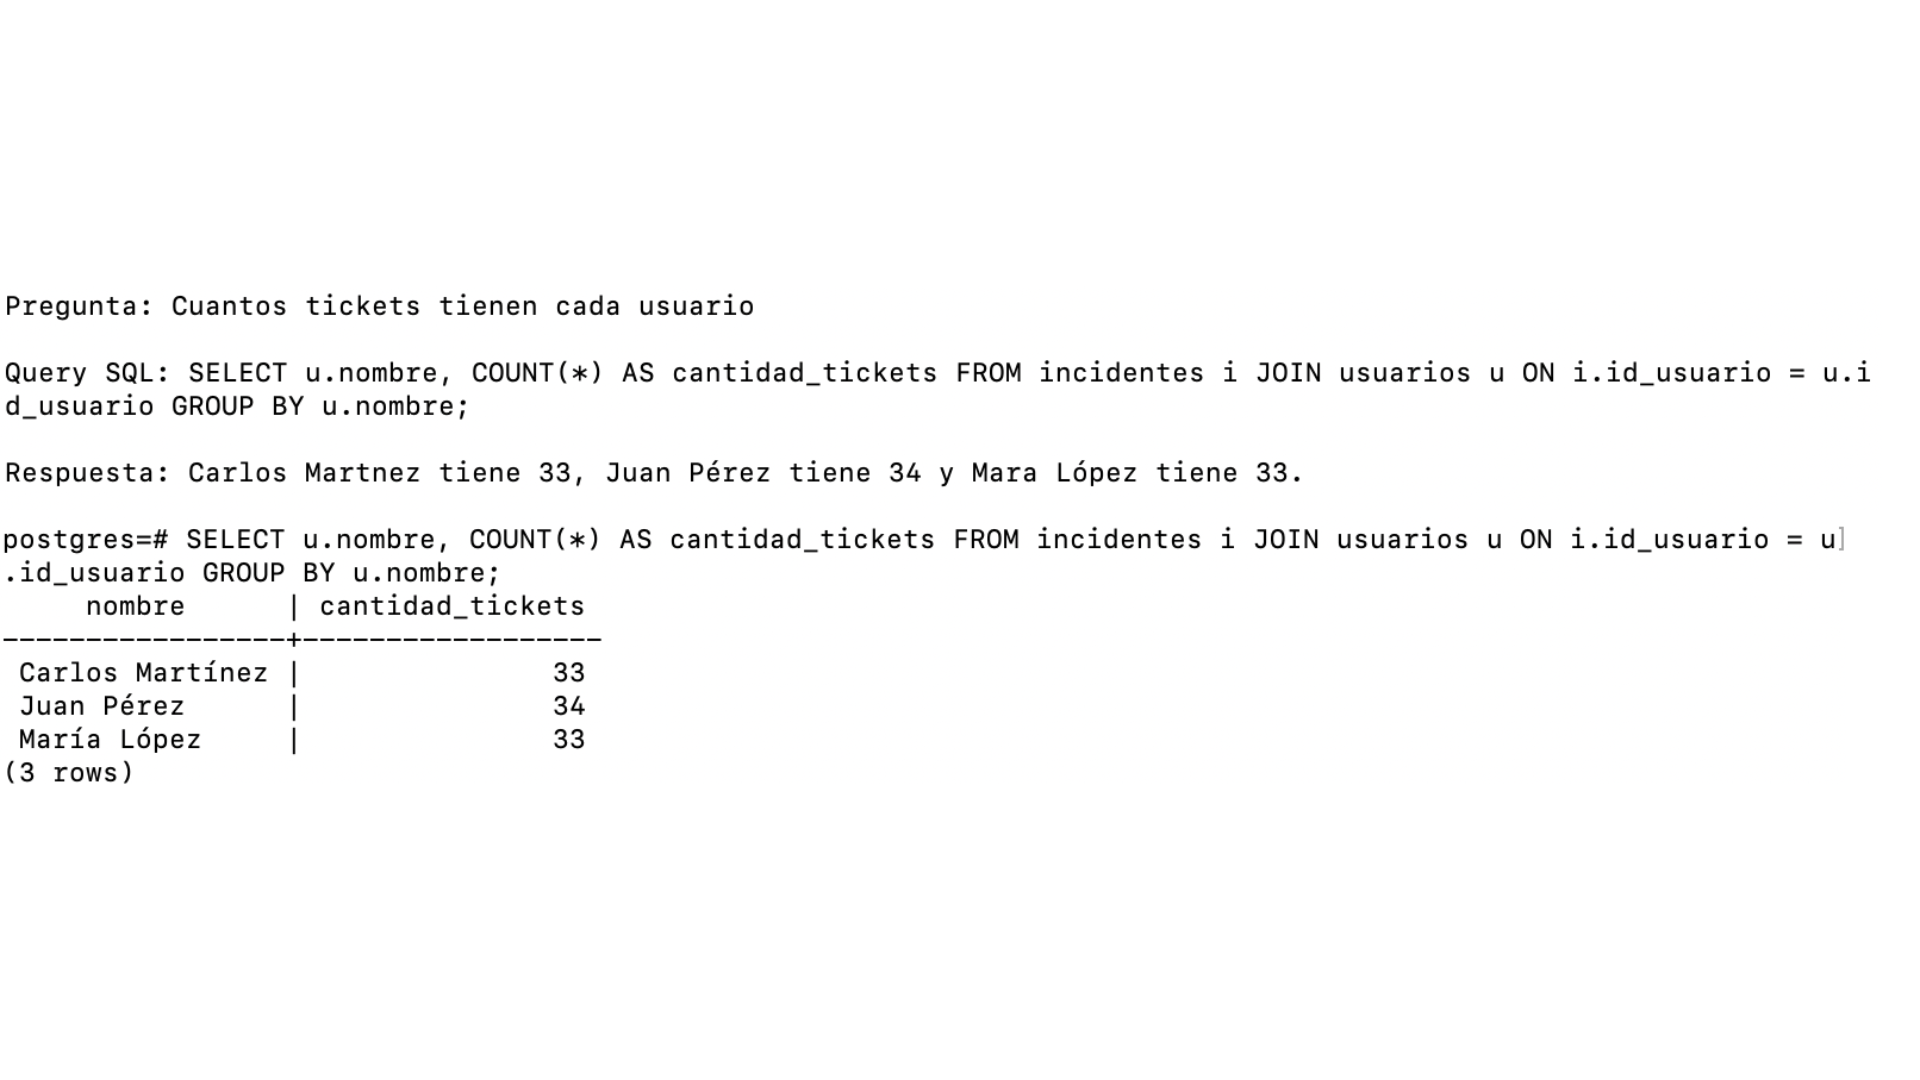 Pregunta: Cuantos tickets tienen cada usuario
Query SQL: SELECT u.nombre, COUNT(*) AS cantidad_tickets FROM incidentes i JOIN usuarios u ON i.id_usuario = u.i
d_usuario GROUP BY u.nombre;
Respuesta: Carlos Martnez tiene 33, Juan Pérez tiene 34 y Mara López tiene 33.
postgres=# SELECT u.nombre, COUNT(*) AS cantidad_tickets FROM incidentes i JOIN usuarios u ON i.id_usuario = u]
.id_usuario GROUP BY u.nombre;
     nombre      | cantidad_tickets
-----------------+------------------
 Carlos Martínez |               33
 Juan Pérez      |               34
 María López     |               33
(3 rows)